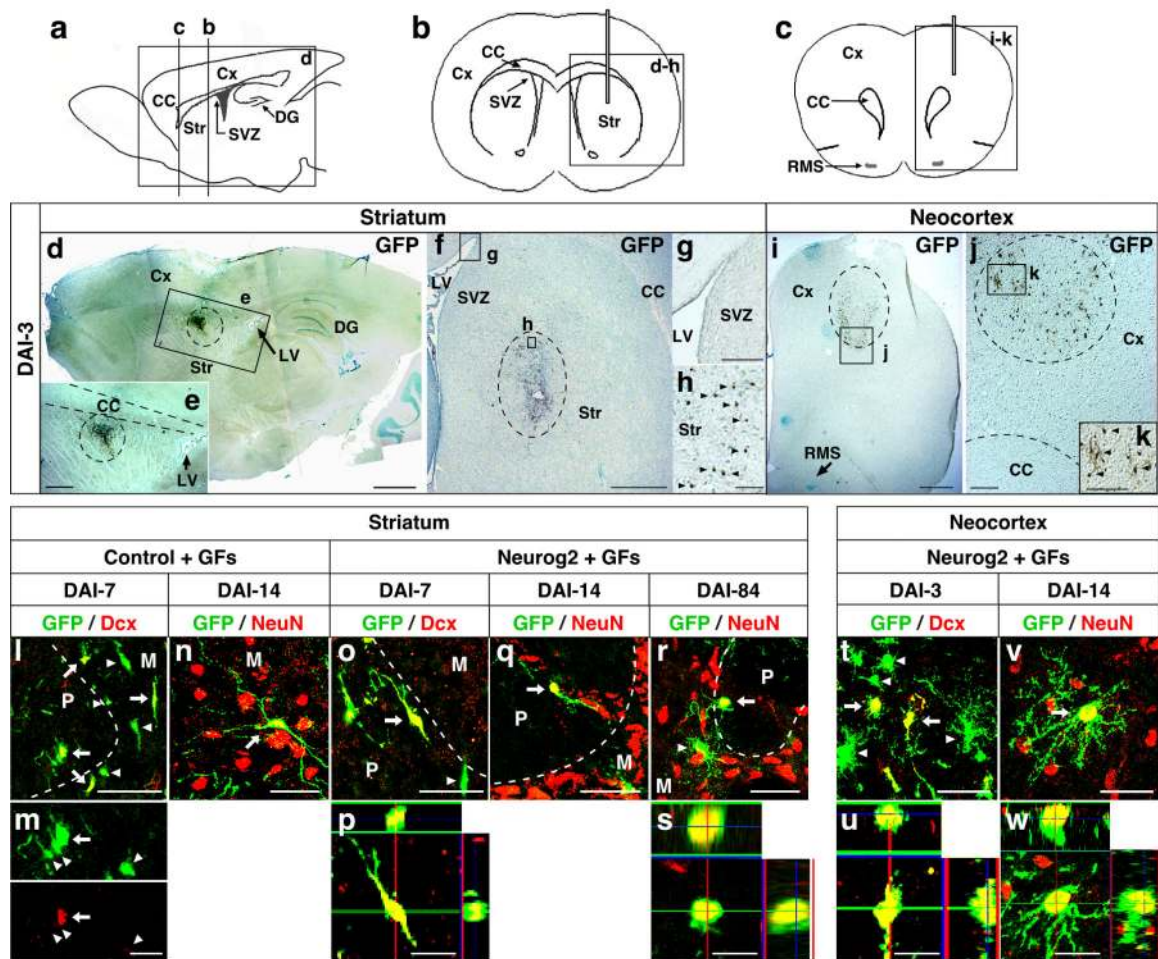 a
c
b
d
Cx
CC
Str
SVZ
DG
b
CC
Cx
SVZ
d-h
Str
c
Cx
i-k
CC
RMS
DAI-3
Striatum
Neocortex
d
GFP
Cx
e
DG
LV
Str
e
CC
LV
f
GFP
g
LV
SVZ
CC
h
Str
g
SVZ
LV
h
Str
i
GFP
Cx
j
RMS
j
GFP
k
Cx
k
CC
Striatum
Neocortex
Control + GFs
Neurog2 + GFs
Neurog2 + GFs
DAI-7
DAI-14
DAI-7
DAI-14
DAI-84
DAI-3
DAI-14
GFP / Dcx
GFP / NeuN
GFP / Dcx
GFP / NeuN
GFP / NeuN
GFP / Dcx
GFP / NeuN
l
M
P
n
M
o
M
P
q
P
M
r
P
M
t
v
m
p
s
u
w